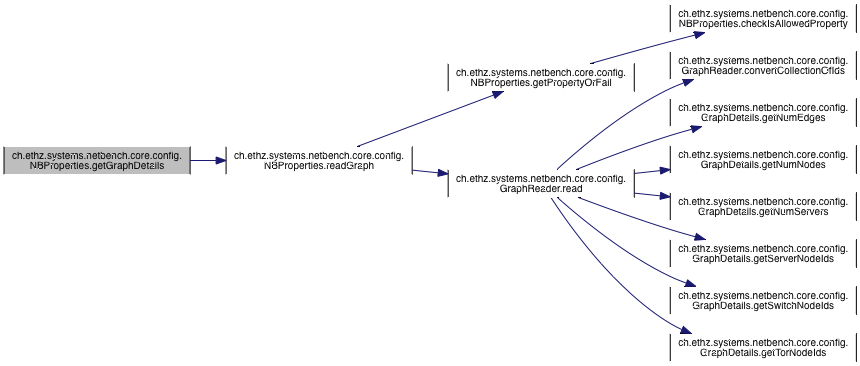 ch.ethz.systems.netbench.core.config.
NBProperties.getGraphDetails
ch.ethz.systems.netbench.core.config.
NBProperties.readGraph
ch.ethz.systems.netbench.core.config.
NBProperties.getPropertyOrFail
ch.ethz.systems.netbench.core.config.
GraphReader.read
ch.ethz.systems.netbench.core.config.
NBProperties.checkIsAllowedProperty
ch.ethz.systems.netbench.core.config.
GraphReader.convertCollectionOfIds
ch.ethz.systems.netbench.core.config.
GraphDetails.getNumEdges
ch.ethz.systems.netbench.core.config.
GraphDetails.getNumNodes
ch.ethz.systems.netbench.core.config.
GraphDetails.getNumServers
ch.ethz.systems.netbench.core.config.
GraphDetails.getServerNodeIds
ch.ethz.systems.netbench.core.config.
GraphDetails.getSwitchNodeIds
ch.ethz.systems.netbench.core.config.
GraphDetails.getTorNodeIds